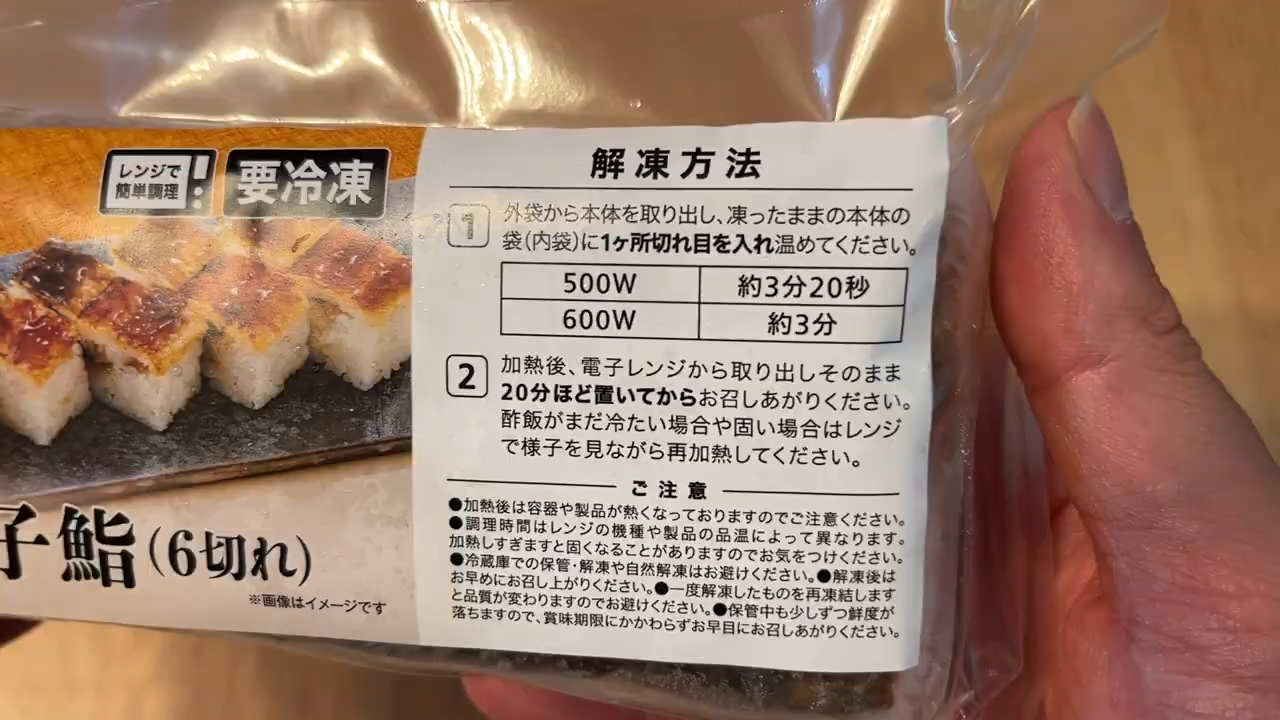 レンジで
簡単調理
要冷凍
子鮨(6切れ)
※画像はイメージです
解凍方法
1 外袋から本体を取り出し、凍ったままの本体の
袋(内袋)に1ヶ所切れ目を入れ温めてください。
500W 約3分20秒
600W 約3分
2 加熱後、電子レンジから取り出しそのまま
20分ほど置いてからお召しあがりください。
酢飯がまだ冷たい場合や固い場合はレンジ
で様子を見ながら再加熱してください。
ご注意
●加熱後は容器や製品が熱くなっておりますのでご注意ください。
●調理時間はレンジの機種や製品の品温によって異なります。
加熱しすぎますと固くなることがありますのでお気をつけください。
●冷蔵庫での保管・解凍や自然解凍はお避けください。●解凍後は
お早めにお召し上がりください。●一度解凍したものを再凍結します
と品質が変わりますのでお避けください。●保管中も少しずつ鮮度が
落ちますので、賞味期限にかかわらずお早目にお召しあがりください。